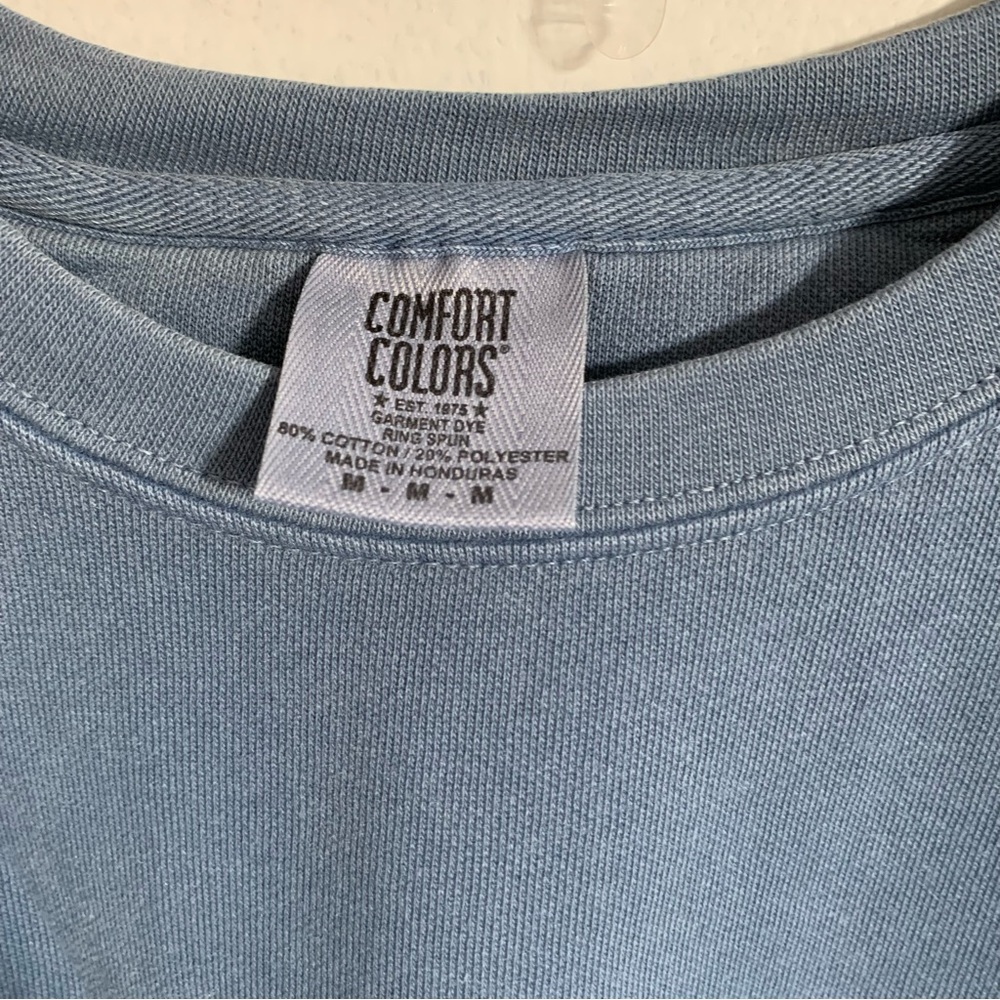 COMFORT
COLORS®
★ EST. 1975 ★
GARMENT DYE
RING SPUN
80% COTTON / 20% POLYESTER
MADE IN HONDURAS
M - M - M